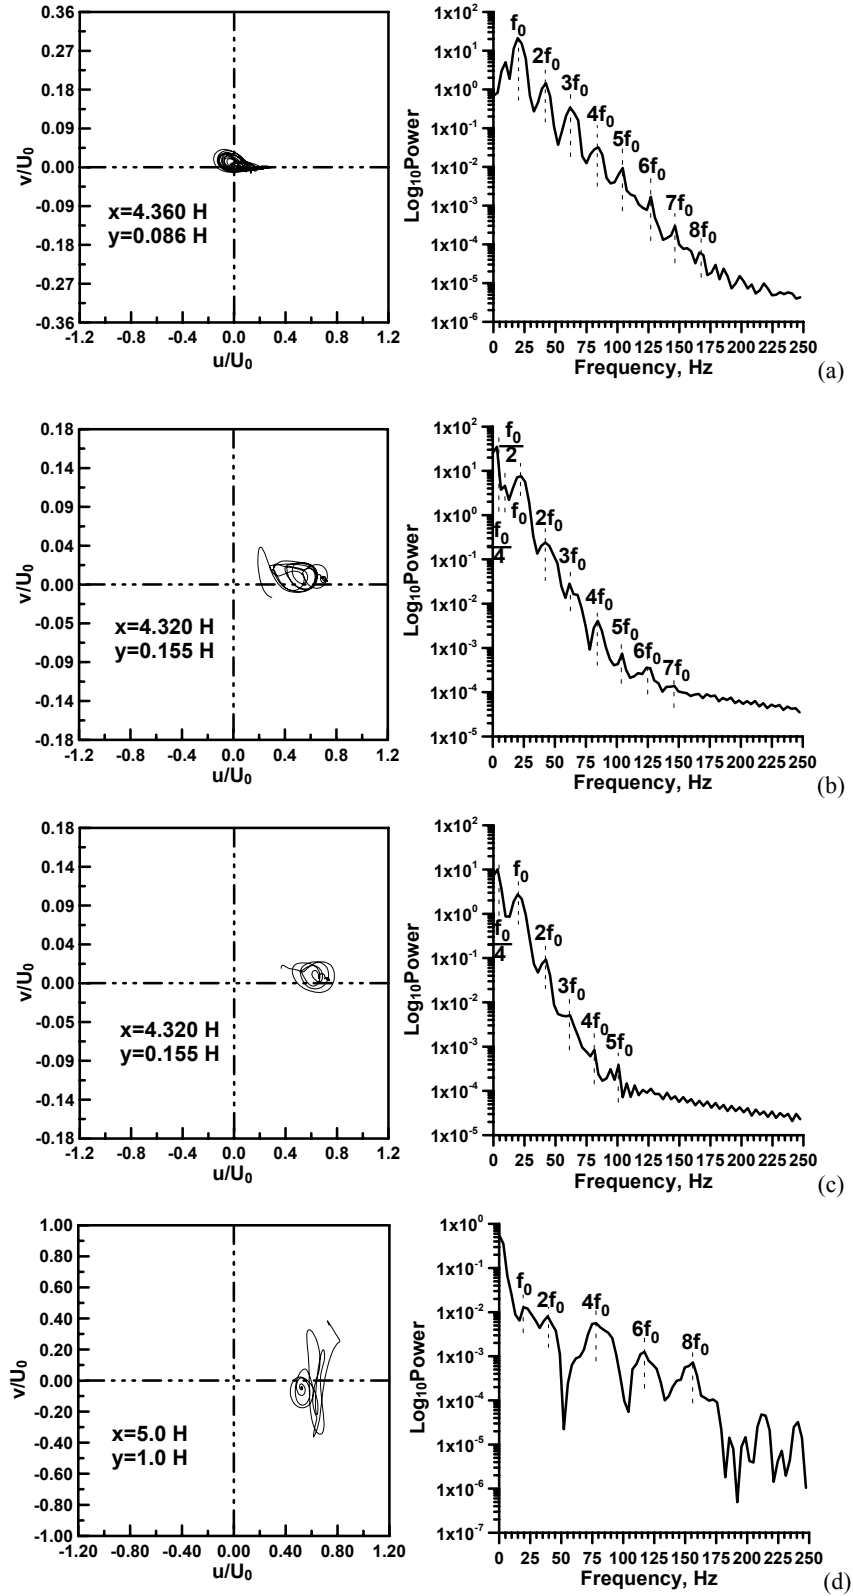 0.36
0.27
0.18
0.09
0.00
-0.09
-0.18
-0.27
-0.36
v/U0
x=4.360 H
y=0.086 H
-1.2 -0.8 -0.4 0.0 0.4 0.8 1.2
u/U0
1x10^2
1x10^1
1x10^0
1x10^-1
1x10^-2
1x10^-3
1x10^-4
1x10^-5
1x10^-6
Log10Power
f0
2f0
3f0
4f0
5f0
6f0
7f0
8f0
0 25 50 75 100 125 150 175 200 225 250
Frequency, Hz
(a)
0.18
0.14
0.09
0.04
0.00
-0.05
-0.09
-0.14
-0.18
v/U0
x=4.320 H
y=0.155 H
-1.2 -0.8 -0.4 0.0 0.4 0.8 1.2
u/U0
1x10^2
1x10^1
1x10^0
1x10^-1
1x10^-2
1x10^-3
1x10^-4
1x10^-5
Log10Power
f0
2
f0
f0
4
2f0
3f0
4f0
5f0
6f0
7f0
0 25 50 75 100 125 150 175 200 225 250
Frequency, Hz
(b)
0.18
0.14
0.09
0.04
0.00
-0.05
-0.09
-0.14
-0.18
v/U0
x=4.320 H
y=0.155 H
-1.2 -0.8 -0.4 0.0 0.4 0.8 1.2
u/U0
1x10^2
1x10^1
1x10^0
1x10^-1
1x10^-2
1x10^-3
1x10^-4
1x10^-5
Log10Power
f0
f0
4
2f0
3f0
4f0
5f0
0 25 50 75 100 125 150 175 200 225 250
Frequency, Hz
(c)
1.00
0.80
0.60
0.40
0.20
0.00
-0.20
-0.40
-0.60
-0.80
-1.00
v/U0
x=5.0 H
y=1.0 H
-1.20 -0.80 -0.40 0.00 0.40 0.80 1.20
u/U0
1x10^0
1x10^-1
1x10^-2
1x10^-3
1x10^-4
1x10^-5
1x10^-6
1x10^-7
Log10Power
f0
2f0
4f0
6f0
8f0
0 25 50 75 100 125 150 175 200 225 250
Frequency, Hz
(d)